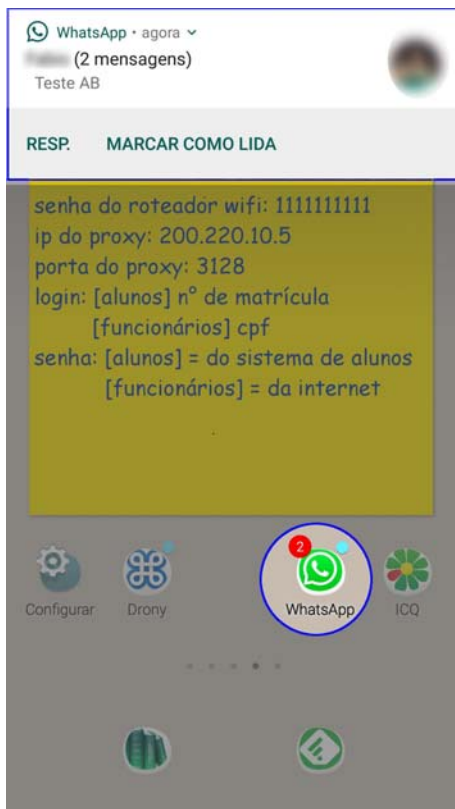 WhatsApp • agora
(2 mensagens)
Teste AB
RESP. MARCAR COMO LIDA
senha do roteador wifi: 1111111111
ip do proxy: 200.220.10.5
porta do proxy: 3128
login: [alunos] nº de matrícula
[funcionários] cpf
senha: [alunos] = do sistema de alunos
[funcionários] = da internet
2
Configurar Drony WhatsApp ICQ